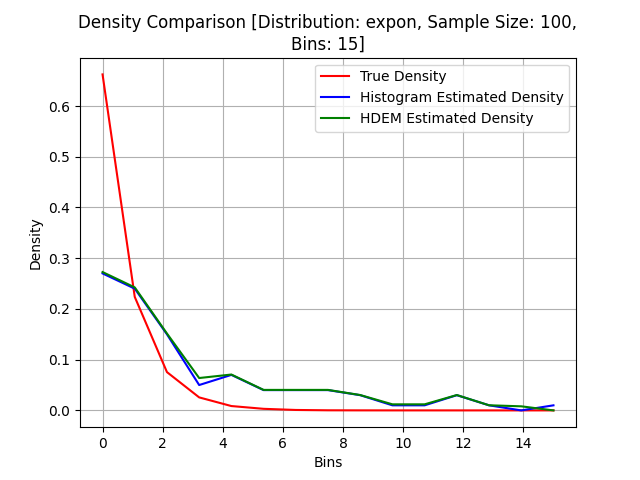 Density Comparison [Distribution: expon, Sample Size: 100,
Bins: 15]
True Density
Histogram Estimated Density
HDEM Estimated Density
Density
0.6
0.5
0.4
0.3
0.2
0.1
0.0
0 2 4 6 8 10 12 14
Bins